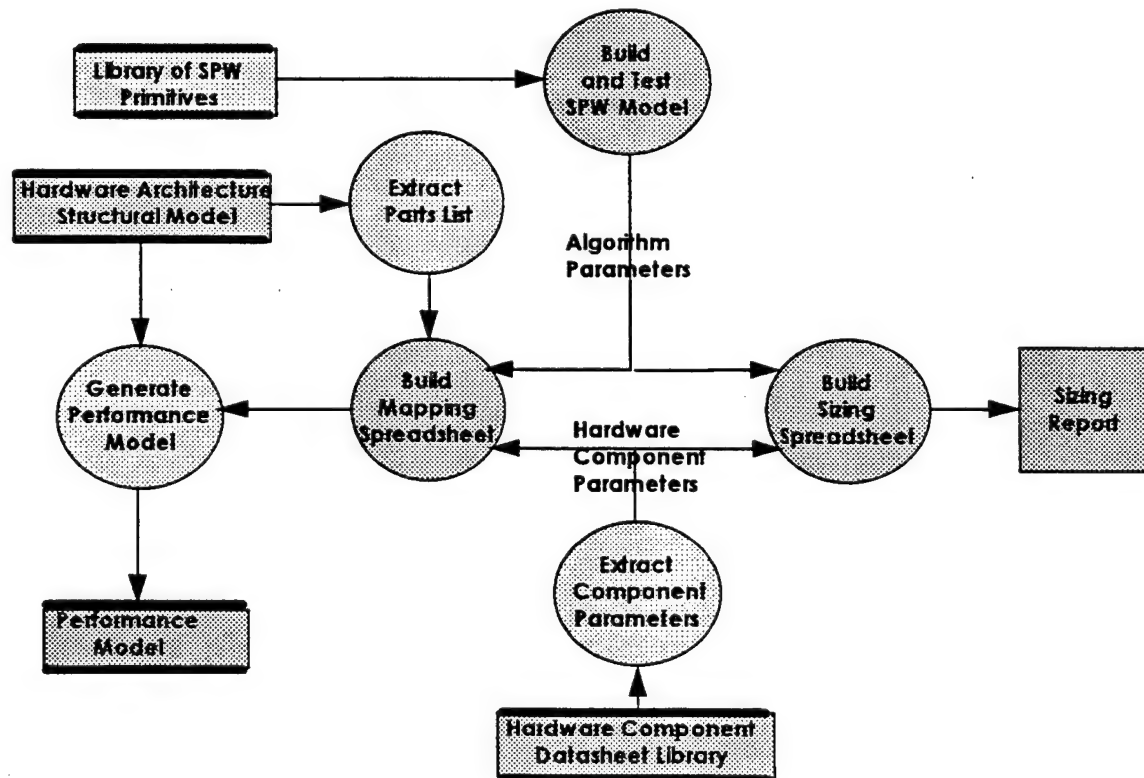 Library of SPW
Primitives
Build
and Test
SPW Model
Hardware Architecture
Structural Model
Extract
Parts List
Algorithm
Parameters
Generate
Performance
Model
Build
Mapping
Spreadsheet
Build
Sizing
Spreadsheet
Sizing
Report
Hardware
Component
Parameters
Extract
Component
Parameters
Performance
Model
Hardware Component
Datasheet Library